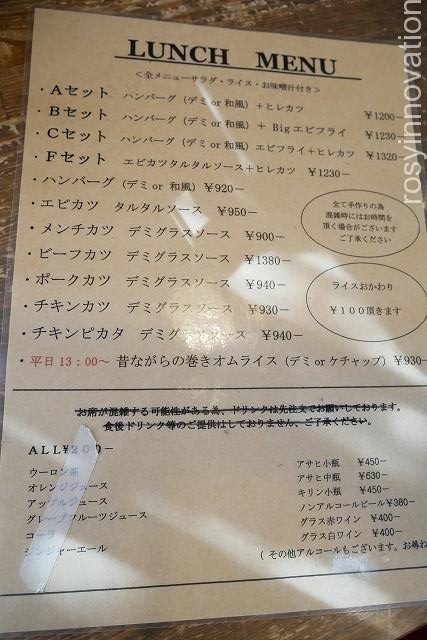 LUNCH MENU
＜全メニューサラダ・ライス・お味噌汁付き＞
・Aセット ハンバーグ（デミor和風）＋ヒレカツ ¥1200−
・Bセット ハンバーグ（デミor和風）＋ Bigエビフライ ¥1230−
・Cセット ハンバーグ（デミor和風）エビフライ＋ヒレカツ ¥1320−
・Fセット エビカツタルタルソース＋ヒレカツ ¥1230−
・ハンバーグ（デミ or 和風）¥920−
・エビカツ タルタルソース ¥950−
・メンチカツ デミグラスソース ¥900−
・ビーフカツ デミグラスソース ¥1380−
・ポークカツ デミグラスソース ¥940−
・チキンカツ デミグラスソース ¥930−
・チキンピカタ デミグラスソース ¥940−
・平日13：00〜 昔ながらの巻きオムライス（デミorケチャップ）¥930−
全て手作りの為
混雑時にはお時間を
頂く場合がございます
ご了承ください
ライスおかわり
¥100頂きます
お席が混雑する可能性がある為、ドリンクは先注文でお願いしております。
食後ドリンク等のご提供はしておりません、ご了承ください。
ALL¥200−
ウーロン茶
オレンジジュース
アップルジュース
グレープフルーツジュース
コーラ
ジンジャーエール
アサヒ小瓶 ¥450−
アサヒ中瓶 ¥630−
キリン小瓶 ¥450−
ノンアルコールビール¥380−
グラス赤ワイン ¥400−
グラス白ワイン ¥400−
（その他アルコールもございます。お尋ね
rosyinnovation